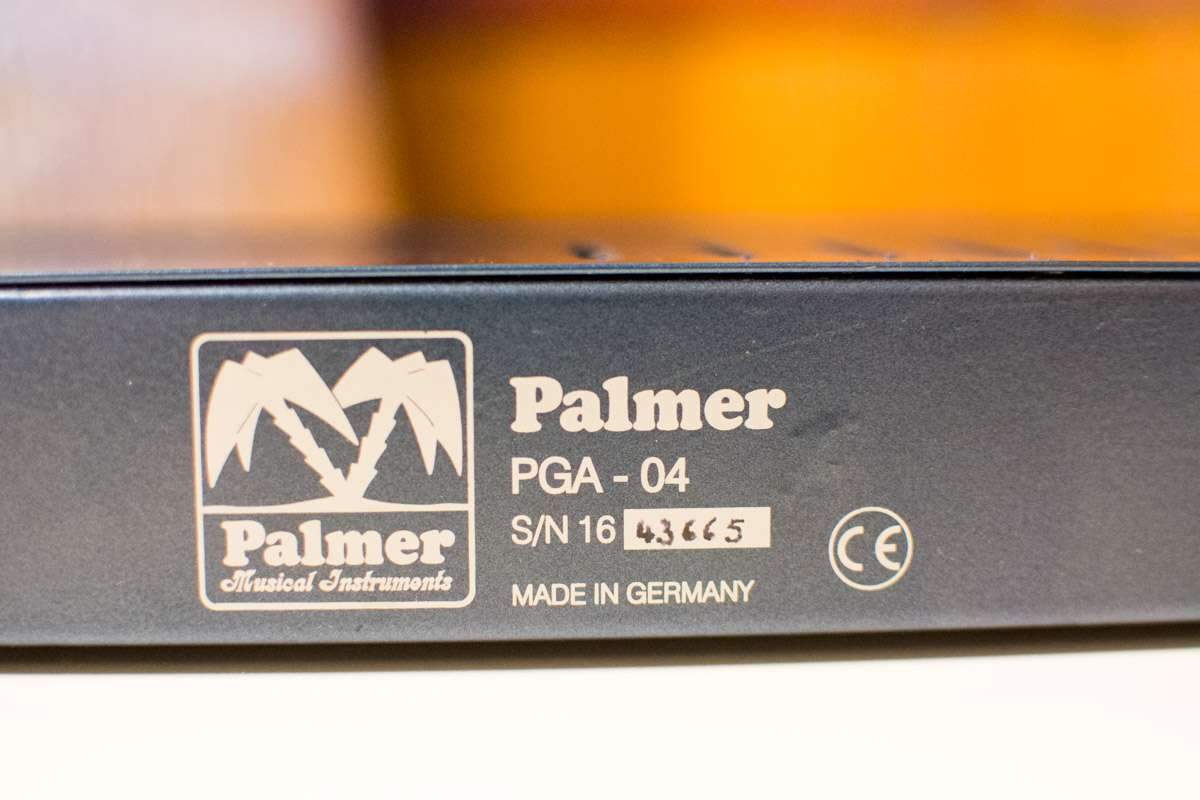 Palmer
Musical Instruments
Palmer
PGA - 04
S/N 16 43665
MADE IN GERMANY
CE